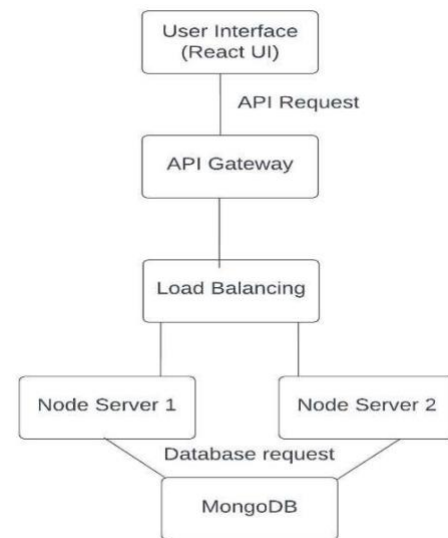 User Interface
(React UI)
API Request
API Gateway
Load Balancing
Node Server 1
Node Server 2
Database request
MongoDB